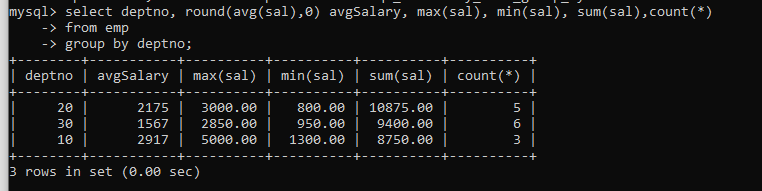 mysql> select deptno, round(avg(sal),0) avgSalary, max(sal), min(sal), sum(sal),count(*)
    -> from emp
    -> group by deptno;
+--------+-----------+----------+----------+----------+----------+
| deptno | avgSalary | max(sal) | min(sal) | sum(sal) | count(*) |
+--------+-----------+----------+----------+----------+----------+
|     20 |      2175 |  3000.00 |   800.00 | 10875.00 |        5 |
|     30 |      1567 |  2850.00 |   950.00 |  9400.00 |        6 |
|     10 |      2917 |  5000.00 |  1300.00 |  8750.00 |        3 |
+--------+-----------+----------+----------+----------+----------+
3 rows in set (0.00 sec)